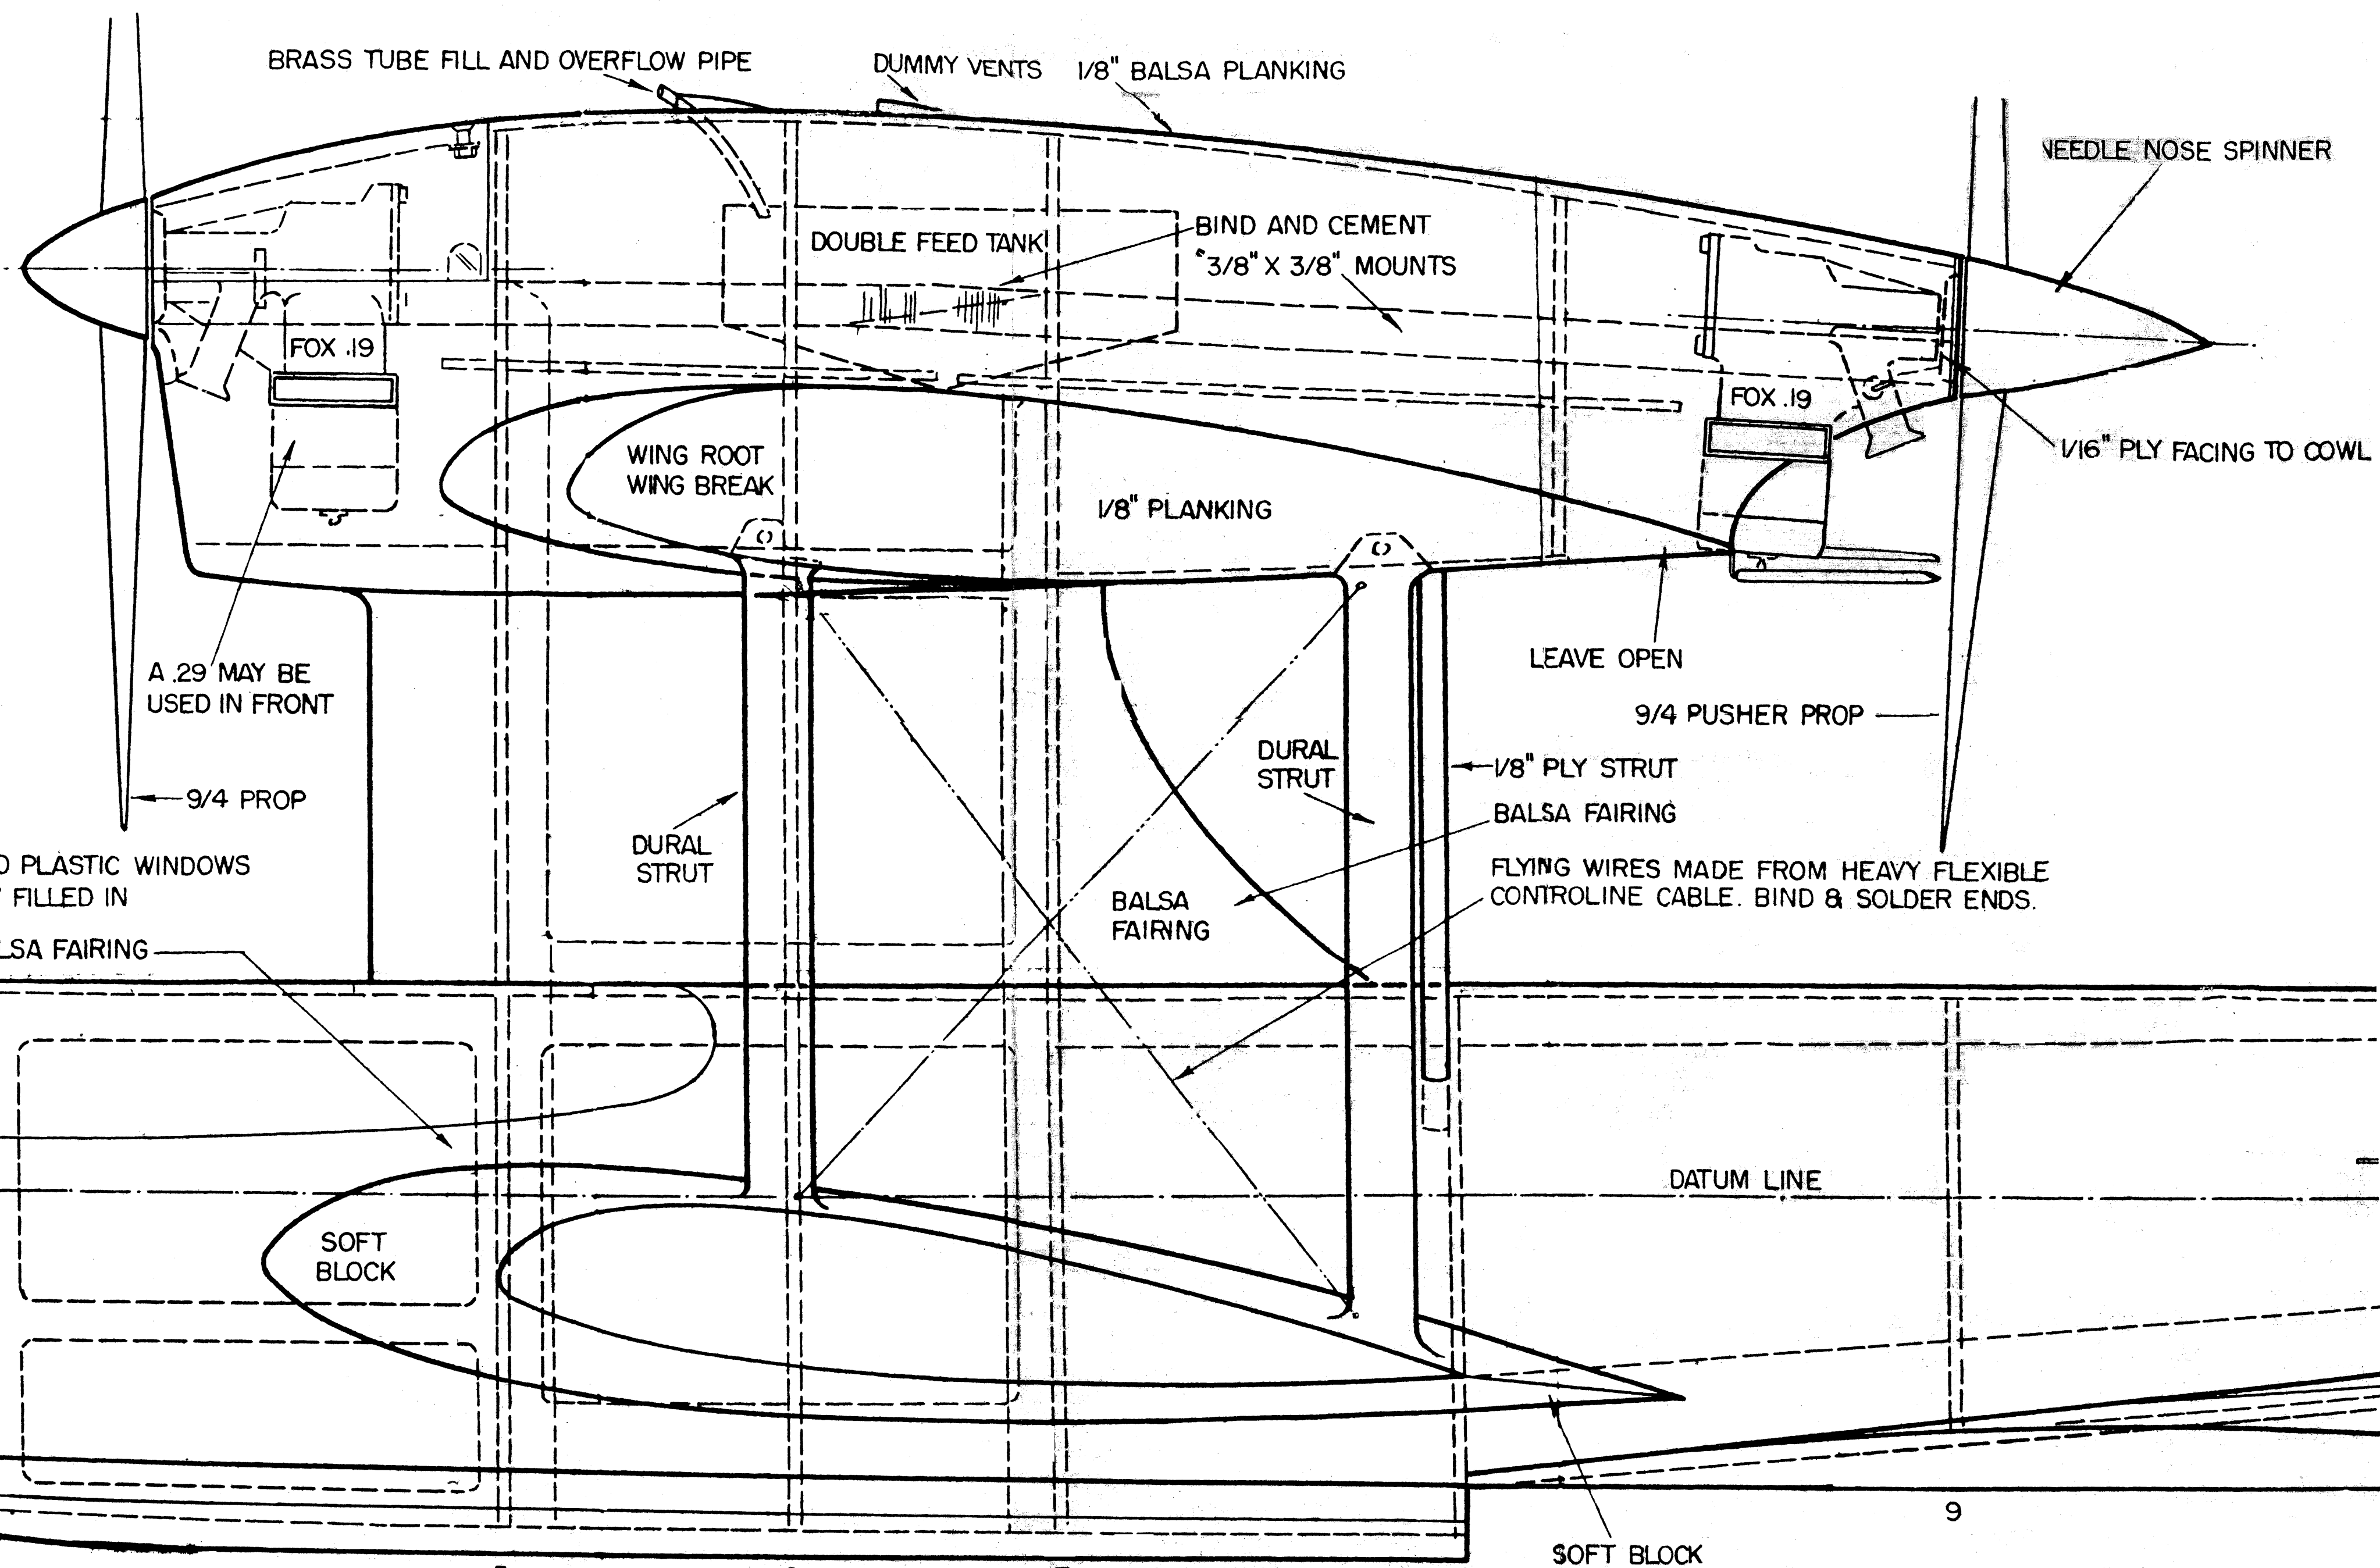 BRASS TUBE FILL AND OVERFLOW PIPE
DUMMY VENTS
1/8" BALSA PLANKING
NEEDLE NOSE SPINNER
DOUBLE FEED TANK
BIND AND CEMENT
3/8" X 3/8" MOUNTS
FOX .19
FOX .19
1/16" PLY FACING TO COWL
WING ROOT
WING BREAK
1/8" PLANKING
A .29 MAY BE
USED IN FRONT
LEAVE OPEN
9/4 PUSHER PROP
9/4 PROP
DURAL
STRUT
DURAL
STRUT
1/8" PLY STRUT
BALSA FAIRING
PLASTIC WINDOWS
FILLED IN
FLYING WIRES MADE FROM HEAVY FLEXIBLE
CONTROLINE CABLE. BIND & SOLDER ENDS.
BALSA
FAIRING
LSA FAIRING
DATUM LINE
SOFT
BLOCK
9
SOFT BLOCK